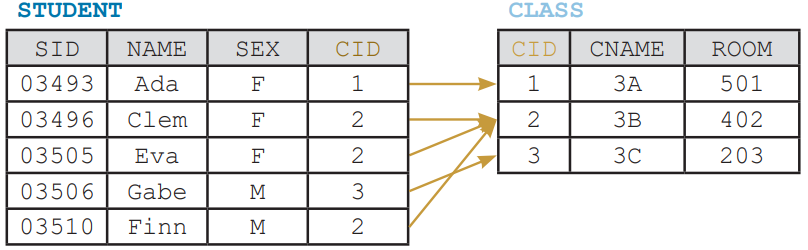 STUDENT CLASS
SID NAME SEX CID CID CNAME ROOM
03493 Ada F 1 1 3A 501
03496 Clem F 2 2 3B 402
03505 Eva F 2 3 3C 203
03506 Gabe M 3
03510 Finn M 2